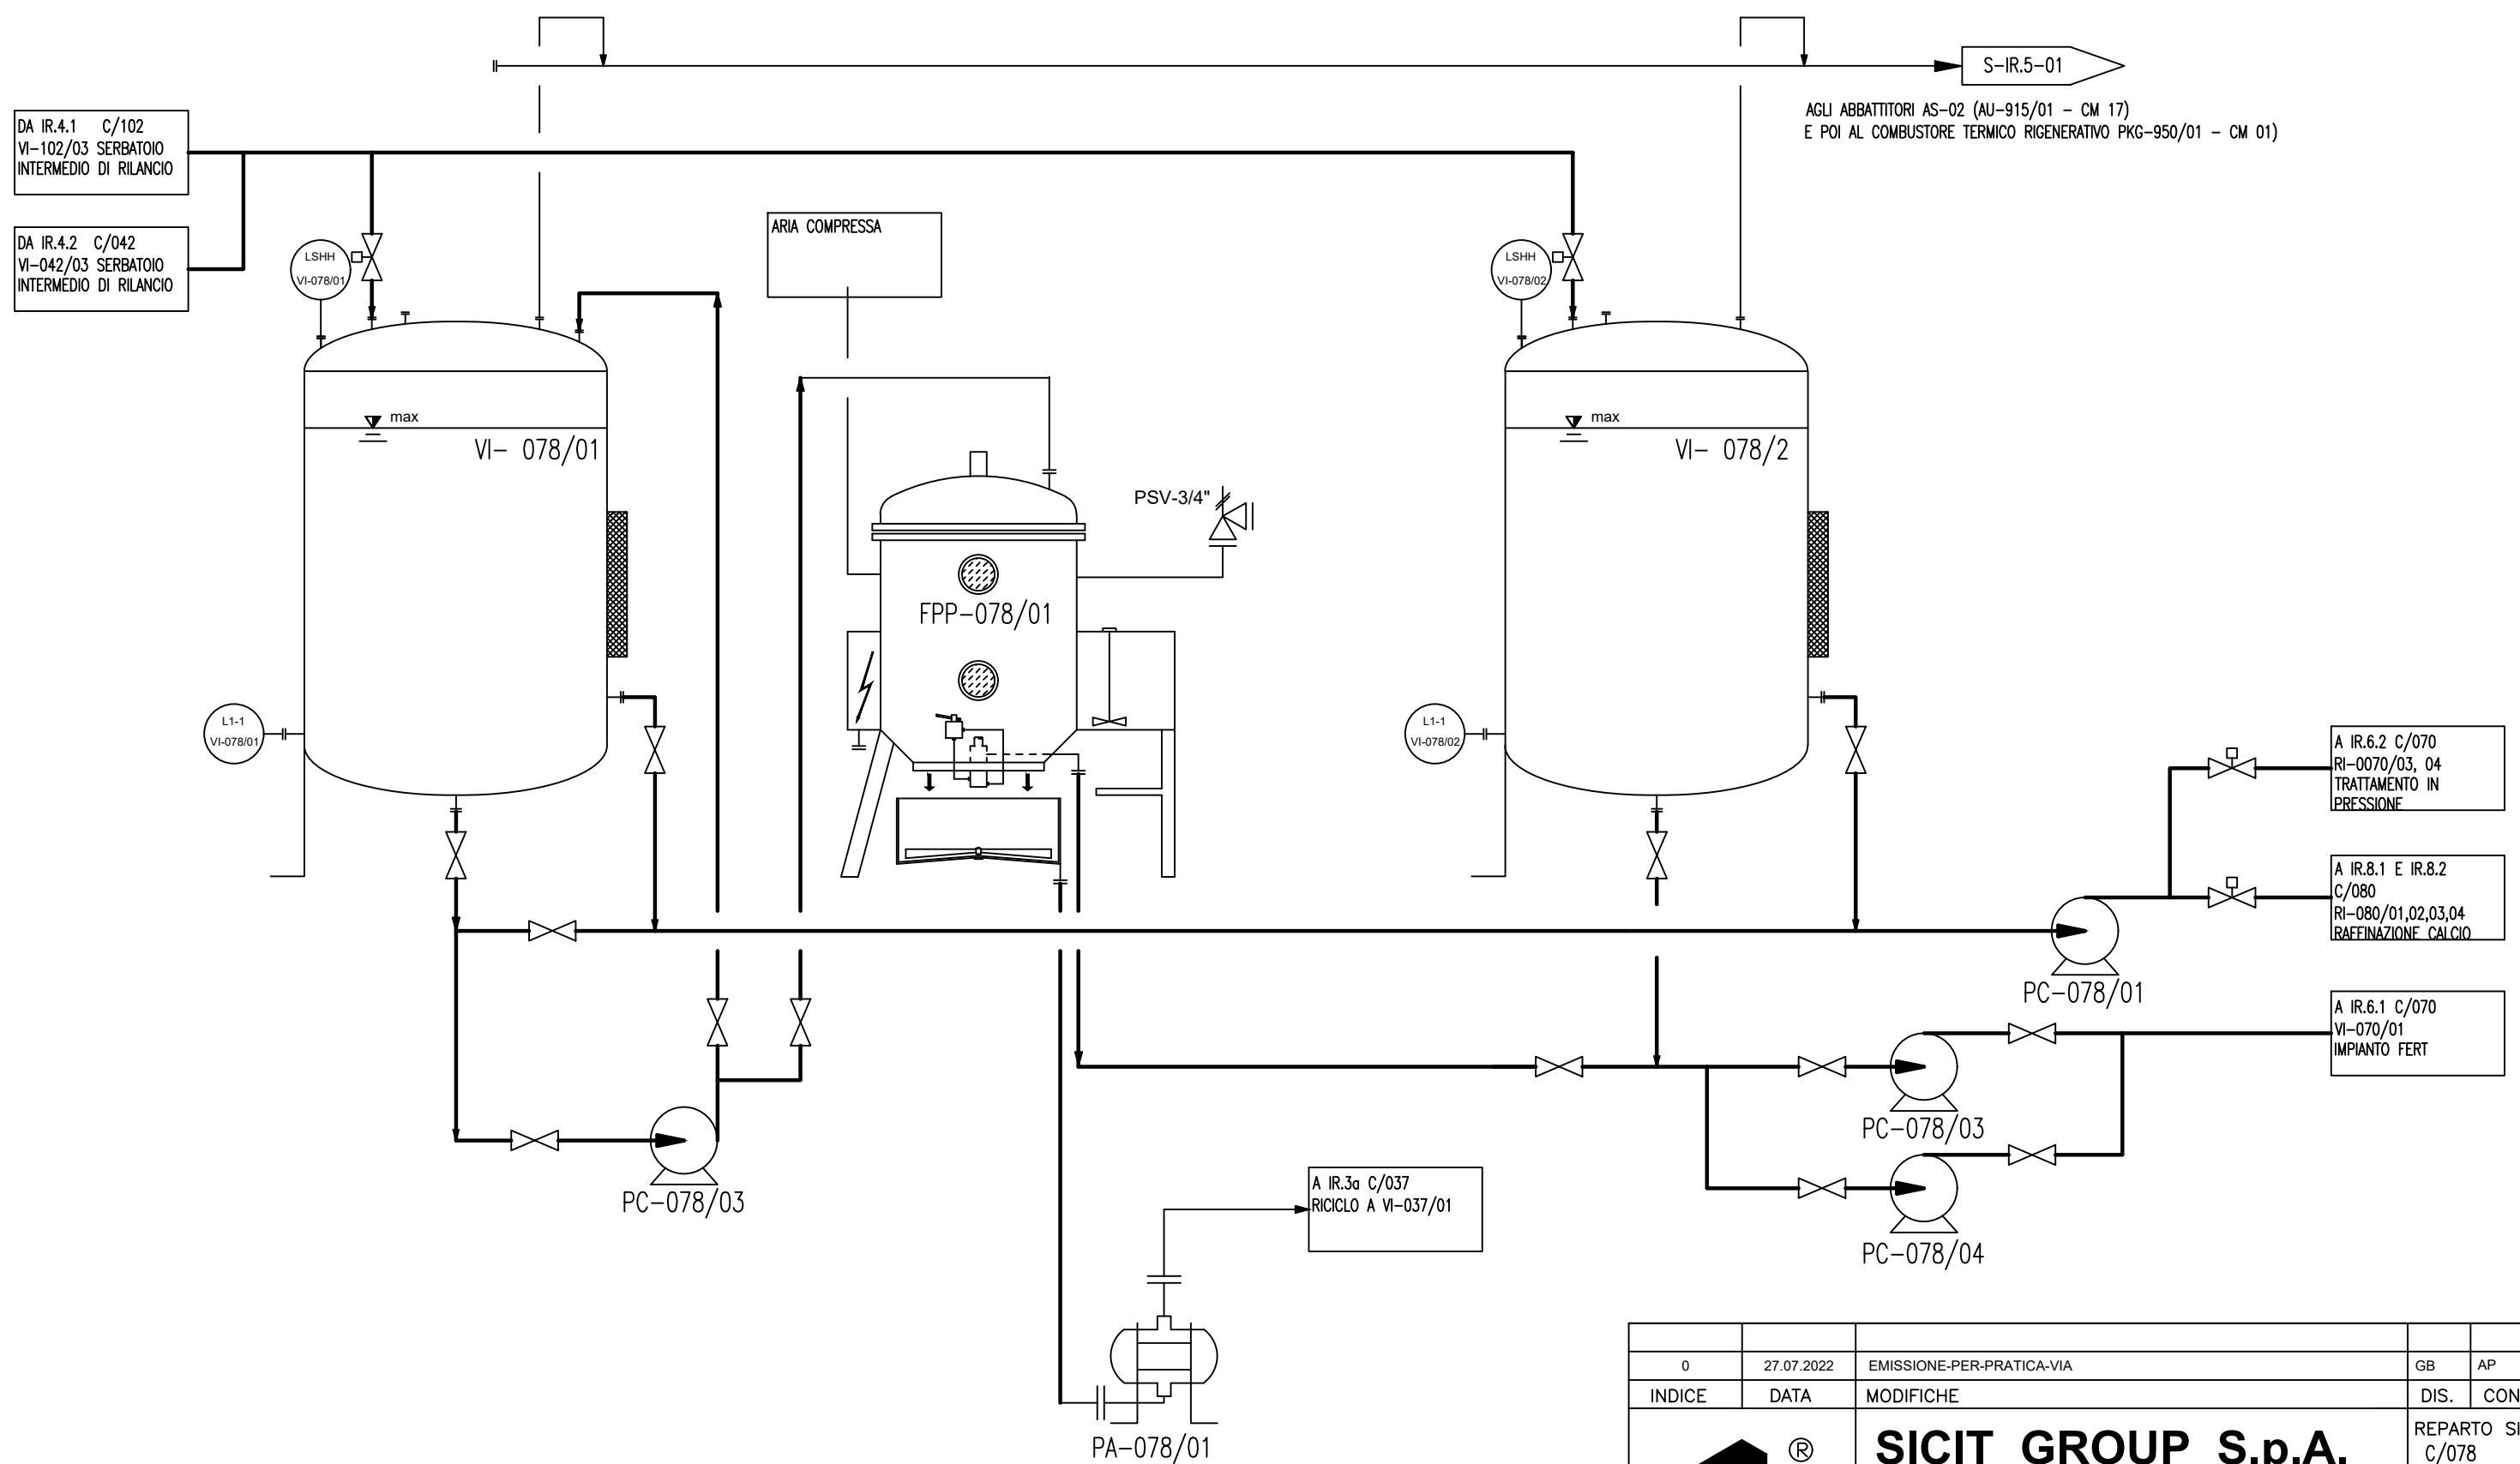 S-IR.5-01
AGLI ABBATTITORI AS-02 (AU-915/01 - CM 17)
E POI AL COMBUSTORE TERMICO RIGENERATIVO PKG-950/01 - CM 01)
DA IR.4.1 C/102
VI-102/03 SERBATOIO
INTERMEDIO DI RILANCIO
DA IR.4.2 C/042
VI-042/03 SERBATOIO
INTERMEDIO DI RILANCIO
LSHH
VI-078/01
ARIA COMPRESSA
LSHH
VI-078/02
max
VI- 078/01
max
VI- 078/2
PSV-3/4"
FPP-078/01
L1-1
VI-078/01
L1-1
VI-078/02
A IR.6.2 C/070
RI-0070/03, 04
TRATTAMENTO IN
PRESSIONE
A IR.8.1 E IR.8.2
C/080
RI-080/01,02,03,04
RAFFINAZIONE CALCIO
PC-078/01
A IR.6.1 C/070
VI-070/01
IMPIANTO FERT
PC-078/03
PC-078/03
PC-078/04
A IR.3a C/037
RICICLO A VI-037/01
PA-078/01
0 27.07.2022 EMISSIONE-PER-PRATICA-VIA GB AP
INDICE DATA MODIFICHE DIS. CON
®
SICIT GROUP S.p.A.
REPARTO SI
C/078